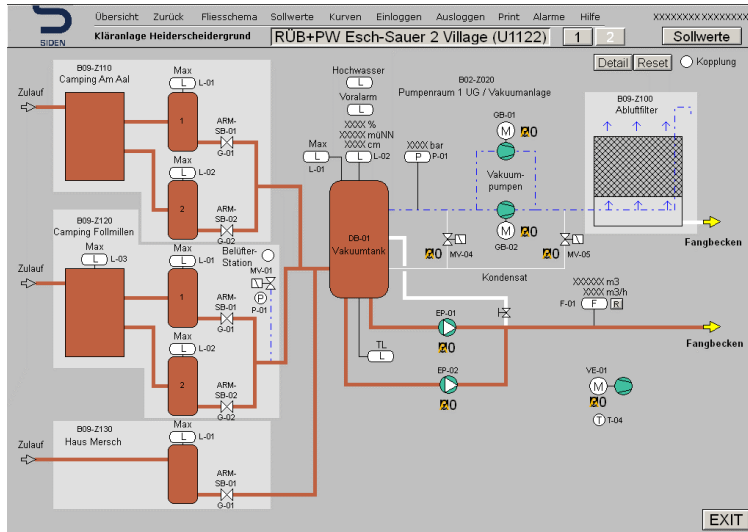 SIDEN
Übersicht Zurück Fliesschema Sollwerte Kurven Einloggen Ausloggen Print Alarme Hilfe
Kläranlage Heiderscheidergrund
RÜB+PW Esch-Sauer 2 Village (U1122)
1
2
Sollwerte
Detail Reset Kopplung
B09-Z110
Camping Am Aal
Zulauf
Max
L L-01
1
ARM-
SB-01
G-01
L L-02
2
ARM-
SB-02
G-02
B09-Z120
Camping Follmillen
Zulauf
Max
L L-03
Max
L L-01
1
ARM-
SB-01
G-01
L L-02
2
ARM-
SB-02
G-02
Belüfter-
Station
MV-01
P
P-01
B09-Z130
Haus Mersch
Zulauf
Max
L L-01
ARM-
SB-01
G-01
Hochwasser
L
Voralarm
L
XXXX %
XXXXX müNN
XXXX cm
L L-02
Max
L
L-01
DB-01
Vakuumtank
TL
L
B02-Z020
Pumpenraum 1 UG / Vakuumanlage
XXXX bar
P P-01
GB-01
M
0
Vakuum-
pumpen
M
GB-02
0
MV-04
0
MV-05
0
Kondensat
B09-Z100
Abluftfilter
Fangbecken
XXXXXX m3
XXXX m3/h
F-01 F R
Fangbecken
EP-01
0
EP-02
0
VE-01
M
0
T T-04
EXIT